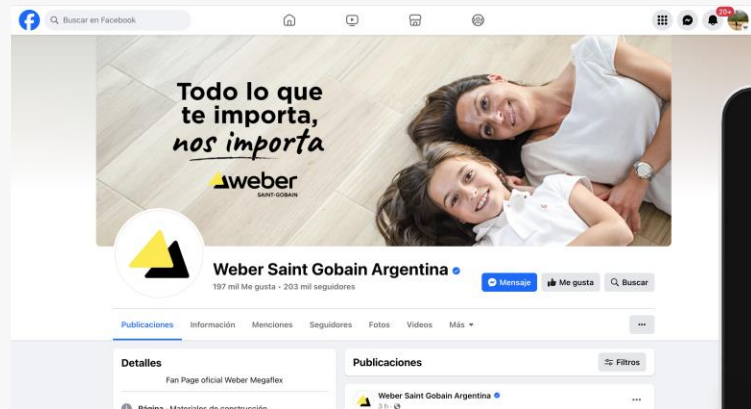 Buscar en Facebook
20+
Todo lo que
te importa,
nos importa
weber
SAINT-GOBAIN
Weber Saint Gobain Argentina
197 mil Me gusta • 203 mil seguidores
Mensaje
Me gusta
Buscar
Publicaciones
Información
Menciones
Seguidores
Fotos
Videos
Más
Detalles
Fan Page oficial Weber Megaflex
Página · Materiales de construcción
Publicaciones
Filtros
Weber Saint Gobain Argentina
3 h ·